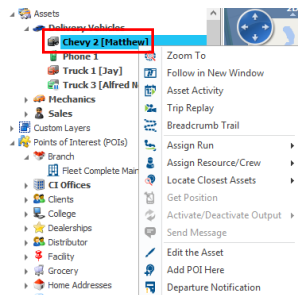 Assets
Delivery Vehicles
Chevy 2 [Matthew]
Phone 1
Truck 1 [Jay]
Truck 3 [Alfred N
Mechanics
Sales
Custom Layers
Points of Interest (POIs)
Branch
Fleet Complete Main
CI Offices
Clients
College
Dealerships
Distributor
Facility
Grocery
Home Addresses
Zoom To
Follow in New Window
Asset Activity
Trip Replay
Breadcrumb Trail
Assign Run
Assign Resource/Crew
Locate Closest Assets
Get Position
Activate/Deactivate Output
Send Message
Edit the Asset
Add POI Here
Departure Notification